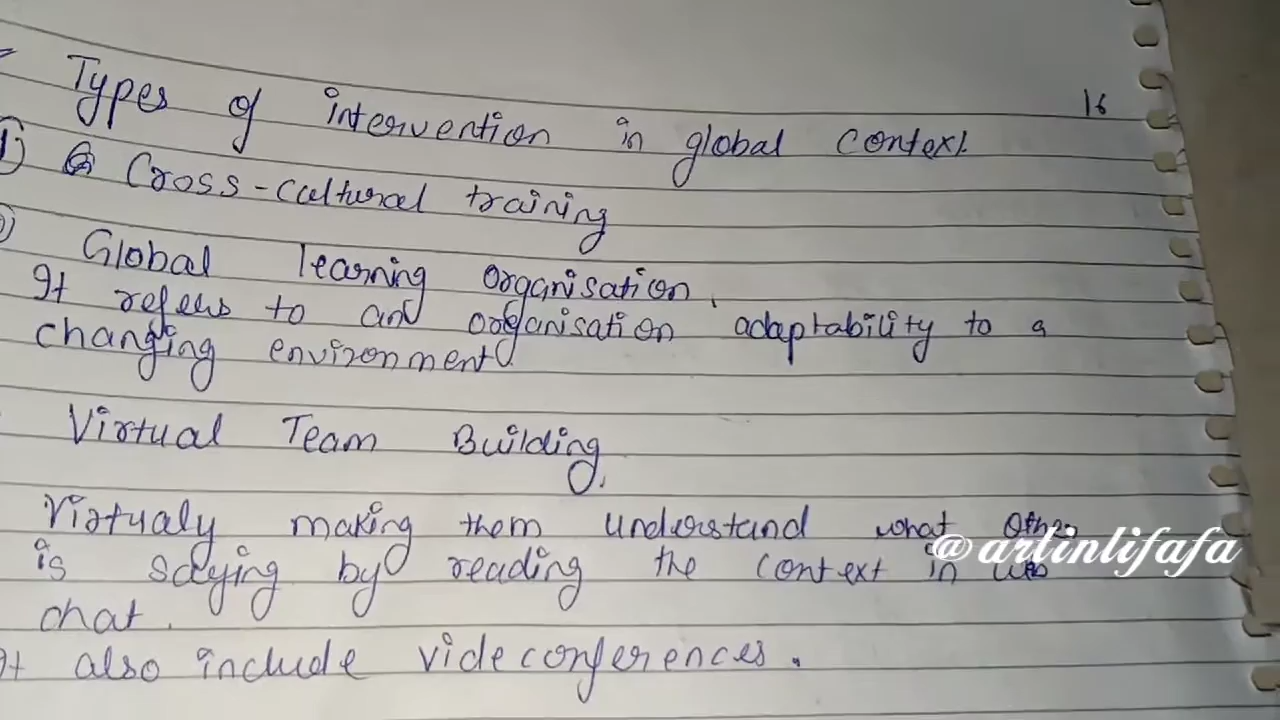 16
Types of intervention in global context.
1) Cross-cultural training
Global learning organisation.
It refers to an organisation adaptability to a
changing environment.
Virtual Team Building.
Virtualy making them understand what other
is saying by reading the context in
chat.
It also include videconferences.
@artinlifafa